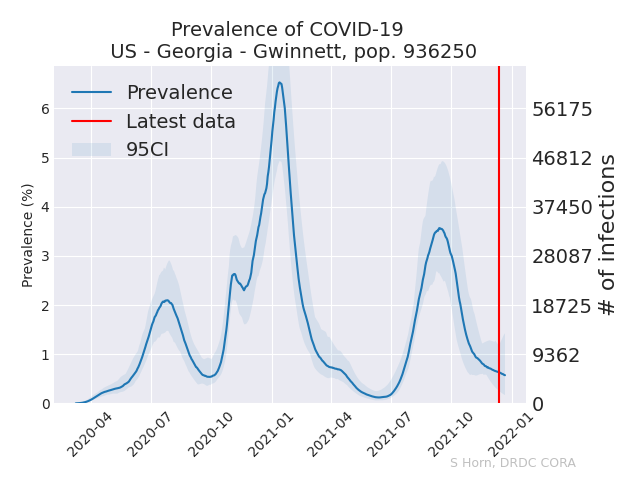 Prevalence of COVID-19
US - Georgia - Gwinnett, pop. 936250
Prevalence
Latest data
95CI
Prevalence (%)
6
5
4
3
2
1
0
56175
46812
37450
28087
18725
9362
0
# of infections
2020-04
2020-07
2020-10
2021-01
2021-04
2021-07
2021-10
2022-01
S Horn, DRDC CORA